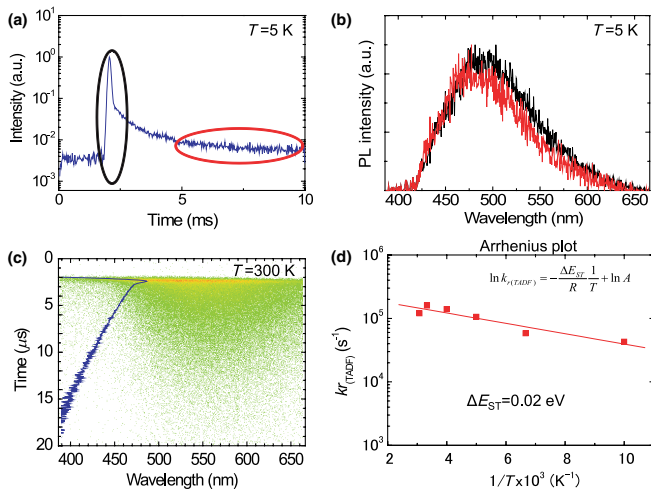 (a)
T=5 K
Intensity (a.u.)
10¹
10⁰
10⁻¹
10⁻²
10⁻³
0
5
10
Time (ms)
(b)
T=5 K
PL intensity (a.u.)
400
450
500
550
600
650
Wavelength (nm)
(c)
T=300 K
Time (μs)
0
5
10
15
20
400
450
500
550
600
650
Wavelength (nm)
Arrhenius plot
(d)
ln k_r(TADF) = − ΔE_ST/R 1/T + ln A
kr_(TADF) (s⁻¹)
10⁶
10⁵
10⁴
10³
ΔE_ST=0.02 eV
2
4
6
8
10
1/T×10³ (K⁻¹)